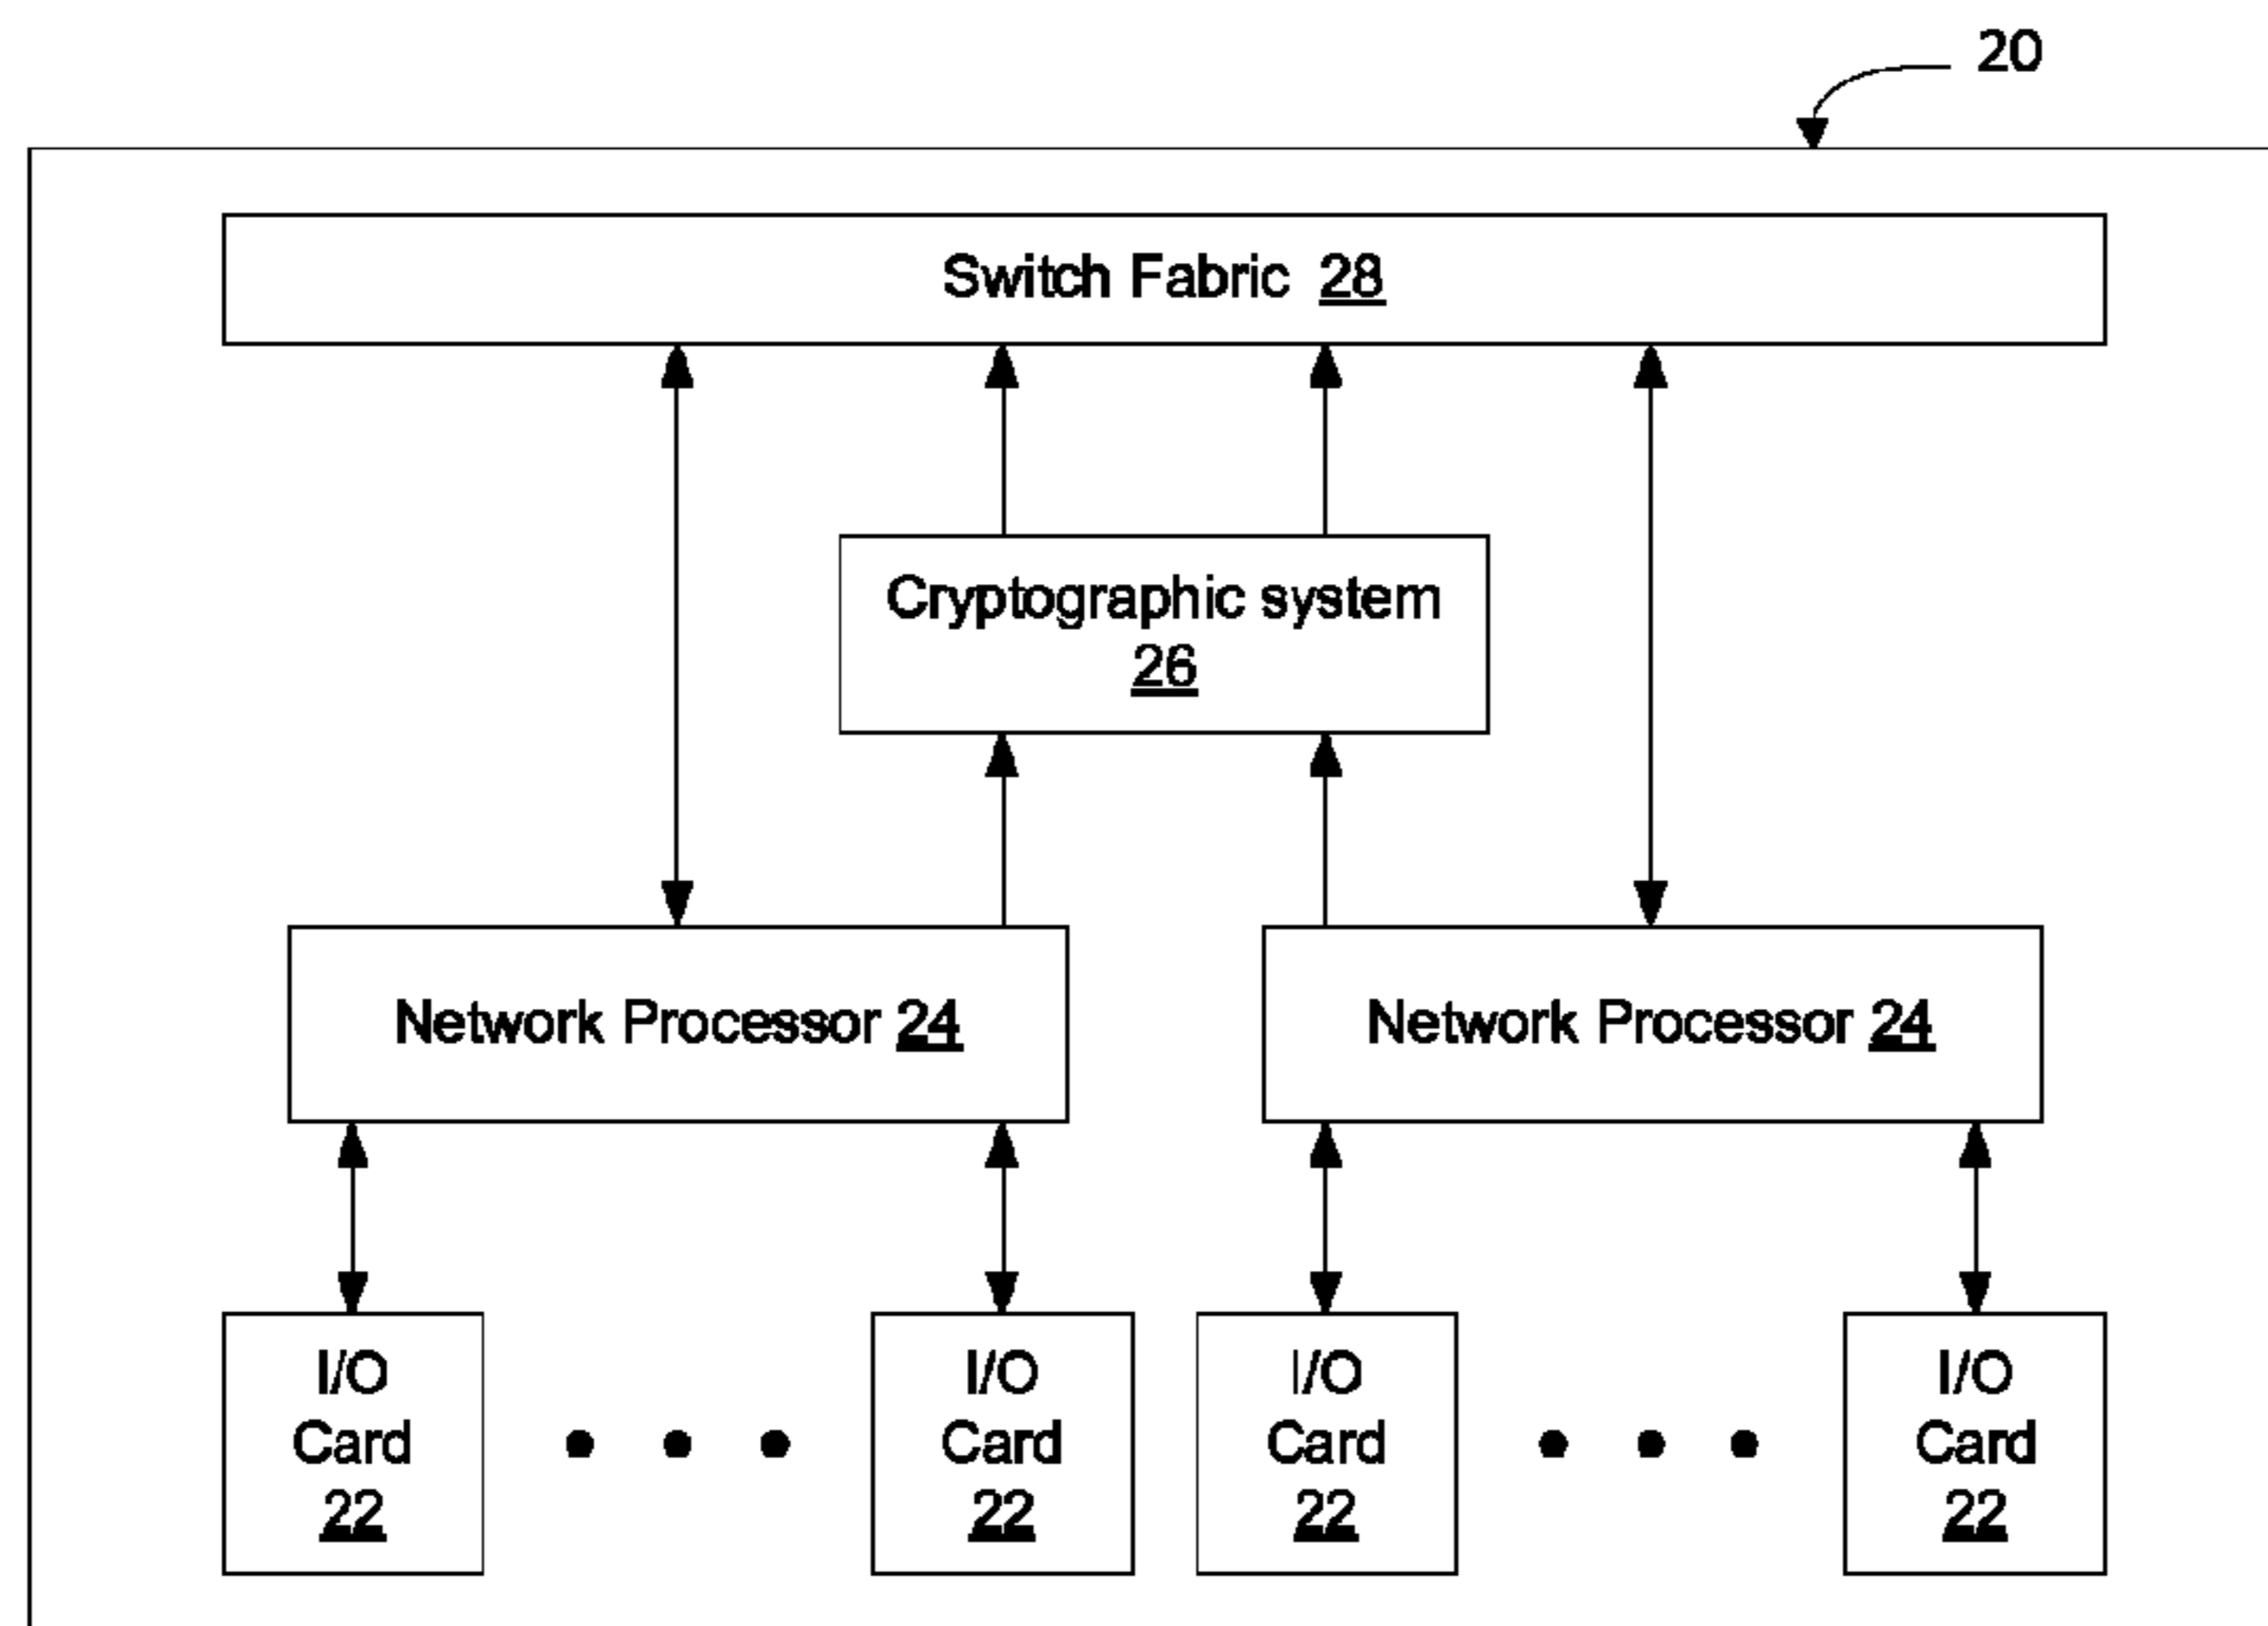 20
Switch Fabric 28
Cryptographic system
26
Network Processor 24
Network Processor 24
I/O
Card
22
I/O
Card
22
I/O
Card
22
I/O
Card
22